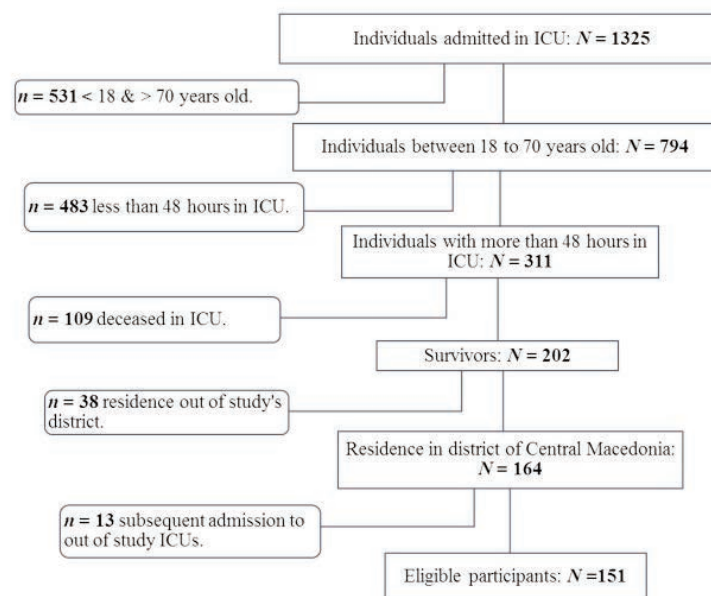 Individuals admitted in ICU: N = 1325
n = 531 < 18 & > 70 years old.
Individuals between 18 to 70 years old: N = 794
n = 483 less than 48 hours in ICU.
Individuals with more than 48 hours in
ICU: N = 311
n = 109 deceased in ICU.
Survivors: N = 202
n = 38 residence out of study's
district.
Residence in district of Central Macedonia:
N = 164
n = 13 subsequent admission to
out of study ICUs.
Eligible participants: N =151